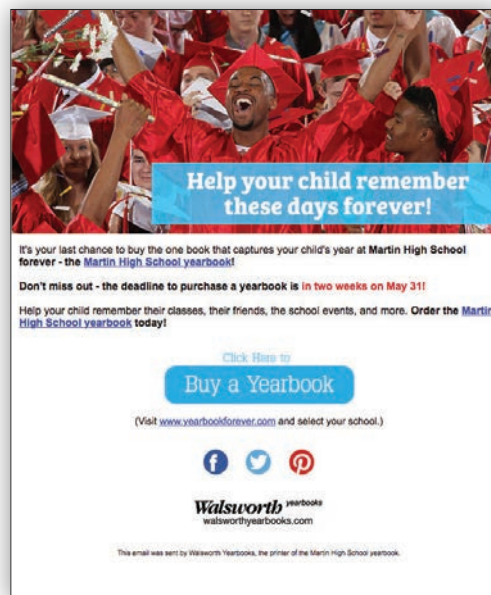 Help your child remember
these days forever!
It's your last chance to buy the one book that captures your child's year at Martin High School
forever - the Martin High School yearbook!
Don't miss out - the deadline to purchase a yearbook is in two weeks on May 31!
Help your child remember their classes, their friends, the school events, and more. Order the Martin
High School yearbook today!
Click Here to
Buy a Yearbook
(Visit www.yearbookforever.com and select your school.)
Walsworth yearbooks
walsworthyearbooks.com
This email was sent by Walsworth Yearbooks, the printer of the Martin High School yearbook.